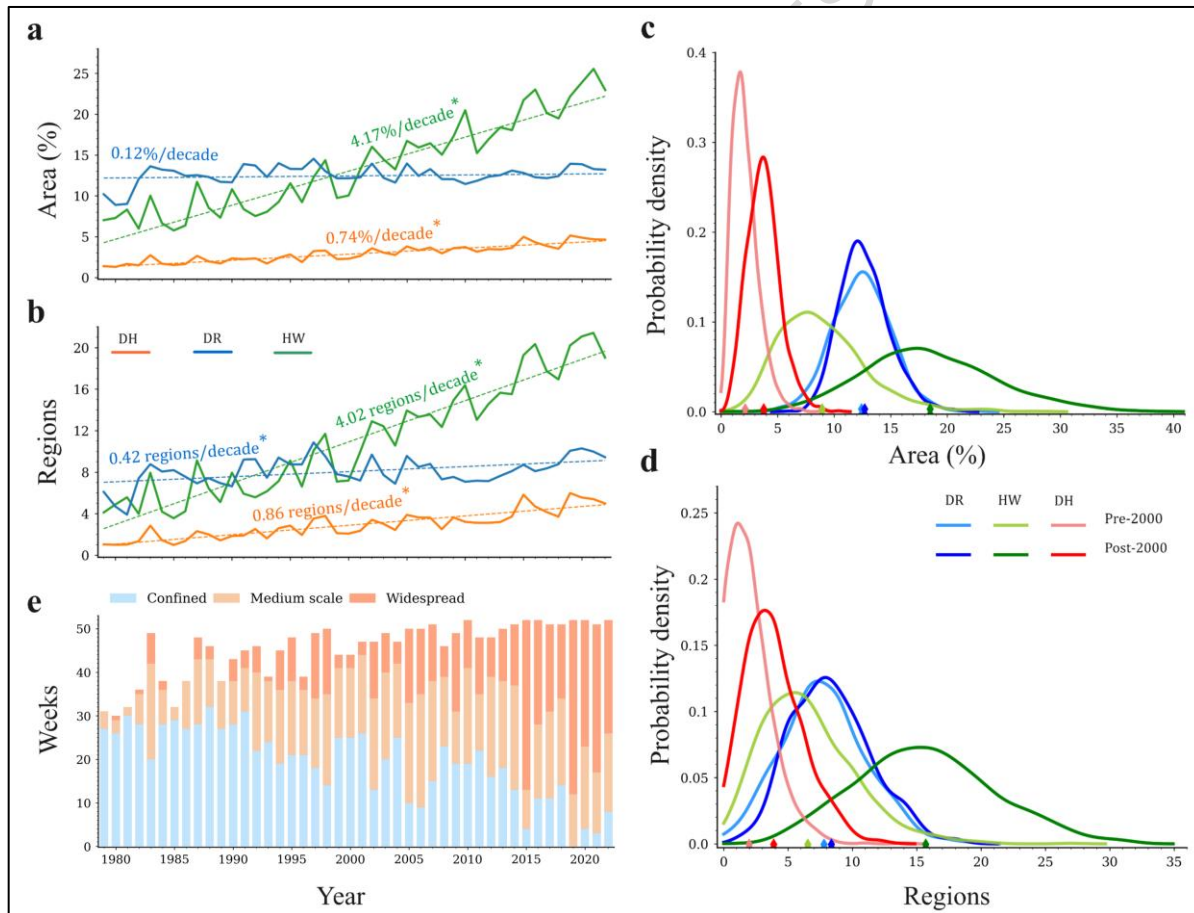 a
Area (%)
25
20
15
10
5
0
0.12%/decade
4.17%/decade*
0.74%/decade*
b
DH DR HW
Regions
20
16
12
8
4
0
0.42 regions/decade*
4.02 regions/decade*
0.86 regions/decade*
e
Confined Medium scale Widespread
Weeks
50
40
30
20
10
0
1980 1985 1990 1995 2000 2005 2010 2015 2020
Year
c
Probability density
0.4
0.3
0.2
0.1
0.0
0 5 10 15 20 25 30 35 40
Area (%)
d
DR HW DH
Pre-2000
Post-2000
Probability density
0.25
0.2
0.15
0.10
0.05
0.0
0 5 10 15 20 25 30 35
Regions